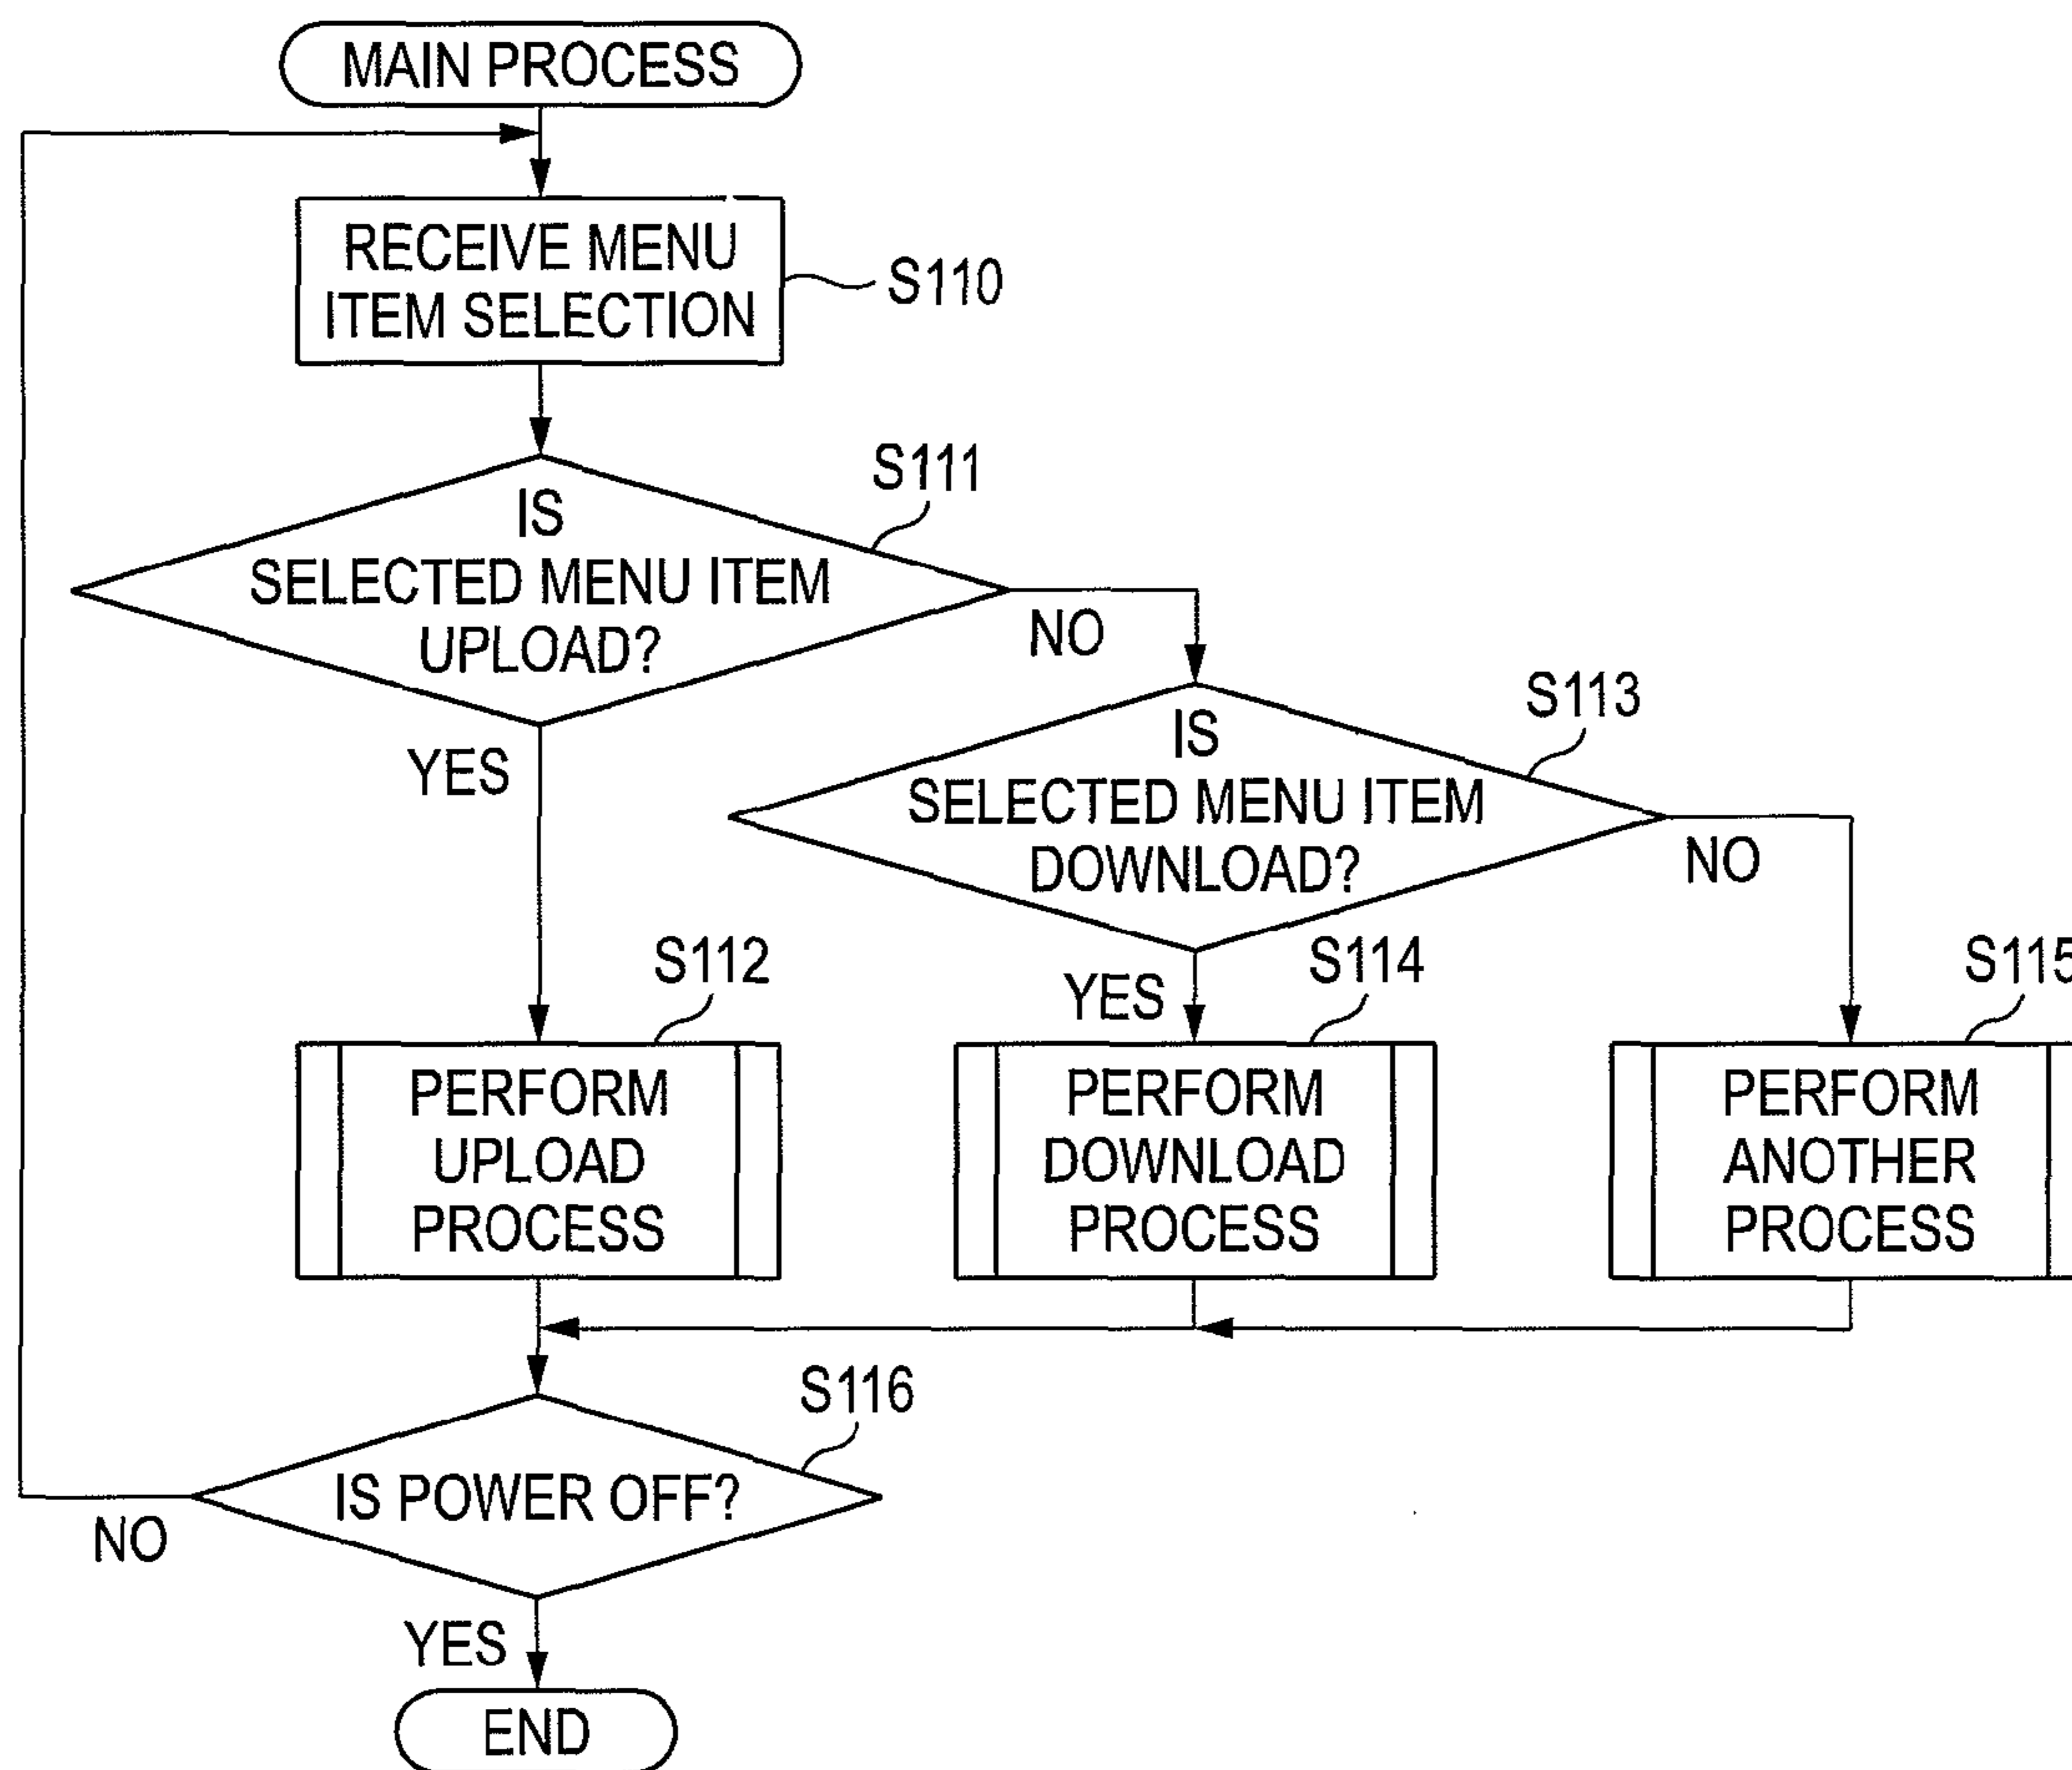 MAIN PROCESS
RECEIVE MENU
ITEM SELECTION
S110
S111
IS
SELECTED MENU ITEM
UPLOAD?
NO
YES
S113
IS
SELECTED MENU ITEM
DOWNLOAD?
NO
YES
S112
PERFORM
UPLOAD
PROCESS
S114
PERFORM
DOWNLOAD
PROCESS
S115
PERFORM
ANOTHER
PROCESS
S116
IS POWER OFF?
NO
YES
END